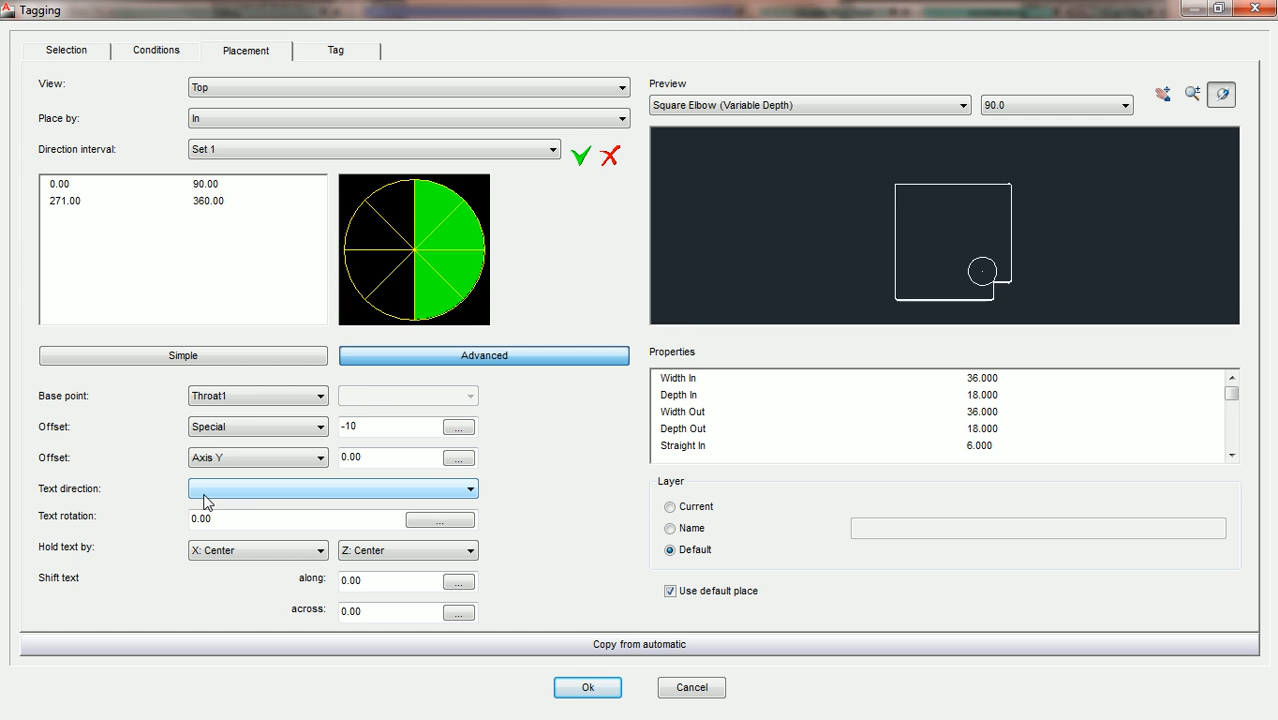 Tagging
Selection
Conditions
Placement
Tag
View:
Top
Place by:
In
Direction interval:
Set 1
0.00 90.00
271.00 360.00
Simple
Advanced
Base point:
Throat1
Offset:
Special
-10
...
Offset:
Axis Y
0.00
...
Text direction:
Text rotation:
0.00
...
Hold text by:
X: Center
Z: Center
Shift text
along:
0.00
...
across:
0.00
...
Preview
Square Elbow (Variable Depth)
90.0
Properties
Width In 36.000
Depth In 18.000
Width Out 36.000
Depth Out 18.000
Straight In 6.000
Layer
Current
Name
Default
Use default place
Copy from automatic
Ok
Cancel